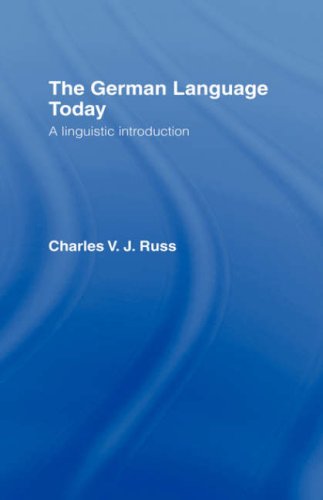 The German Language
Today
A linguistic introduction
Charles V. J. Russ